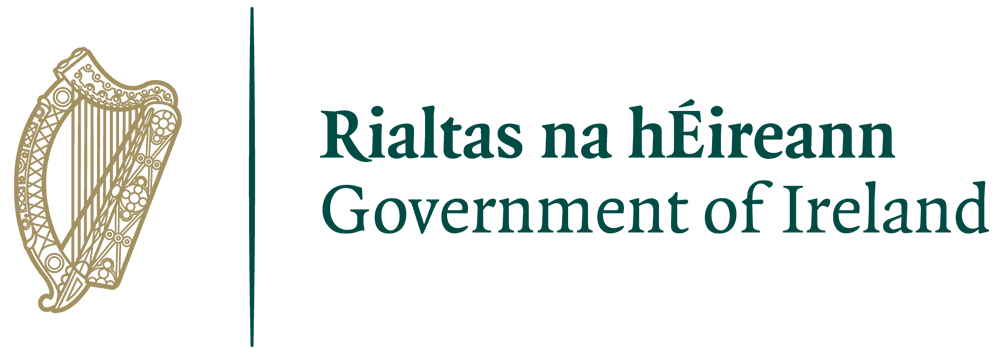 Rialtas na hÉireann
Government of Ireland